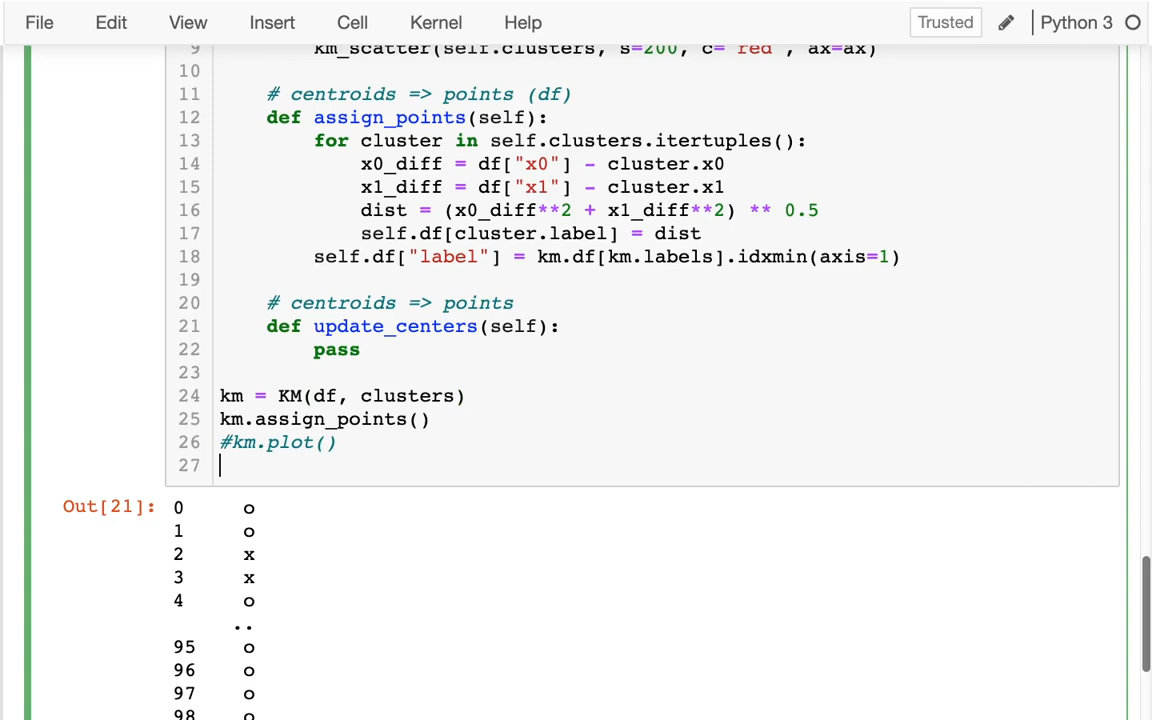 File Edit View Insert Cell Kernel Help Trusted Python 3
9 km_scatter(self.clusters, s=200, c="red", ax=ax)
10
11 # centroids => points (df)
12 def assign_points(self):
13 for cluster in self.clusters.itertuples():
14 x0_diff = df["x0"] - cluster.x0
15 x1_diff = df["x1"] - cluster.x1
16 dist = (x0_diff**2 + x1_diff**2) ** 0.5
17 self.df[cluster.label] = dist
18 self.df["label"] = km.df[km.labels].idxmin(axis=1)
19
20 # centroids => points
21 def update_centers(self):
22 pass
23
24 km = KM(df, clusters)
25 km.assign_points()
26 #km.plot()
27
Out[21]: 0 o
1 o
2 x
3 x
4 o
..
95 o
96 o
97 o
98 o